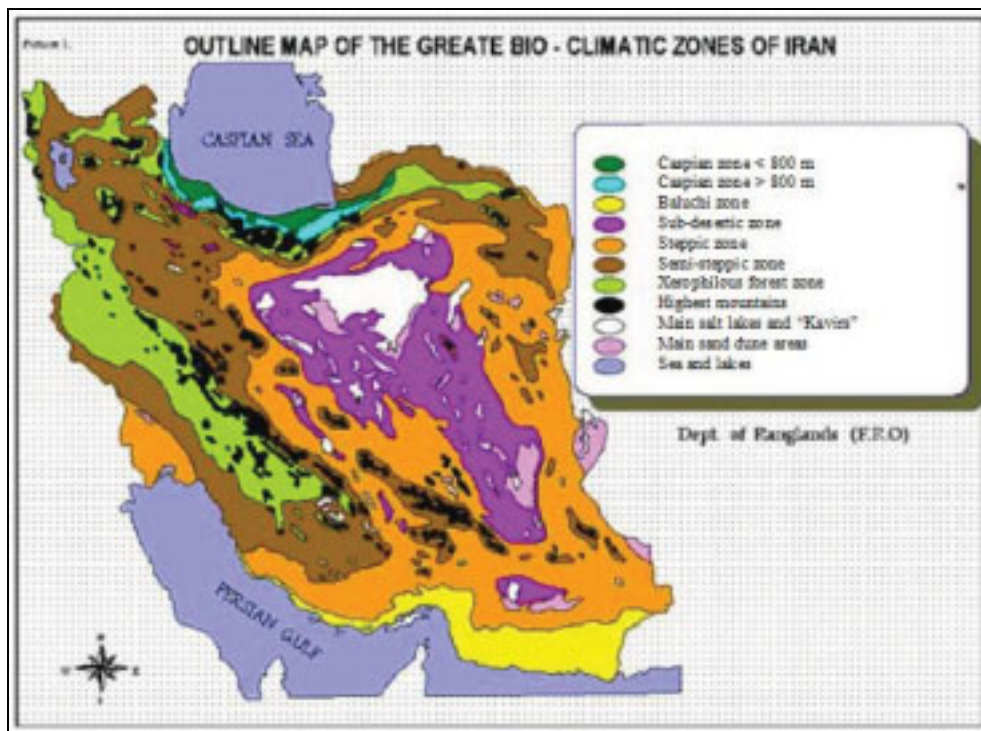 Picture 1.
OUTLINE MAP OF THE GREATE BIO - CLIMATIC ZONES OF IRAN
CASPIAN SEA
Caspian zone < 800 m
Caspian zone > 800 m
Baluchi zone
Sub-desertic zone
Steppic zone
Semi-steppic zone
Xerophilous forest zone
Highest mountains
Main salt lakes and "Kavirs"
Main sand dune areas
Sea and lakes
Dept. of Ranglands (F.R.O)
PERSIAN GULF